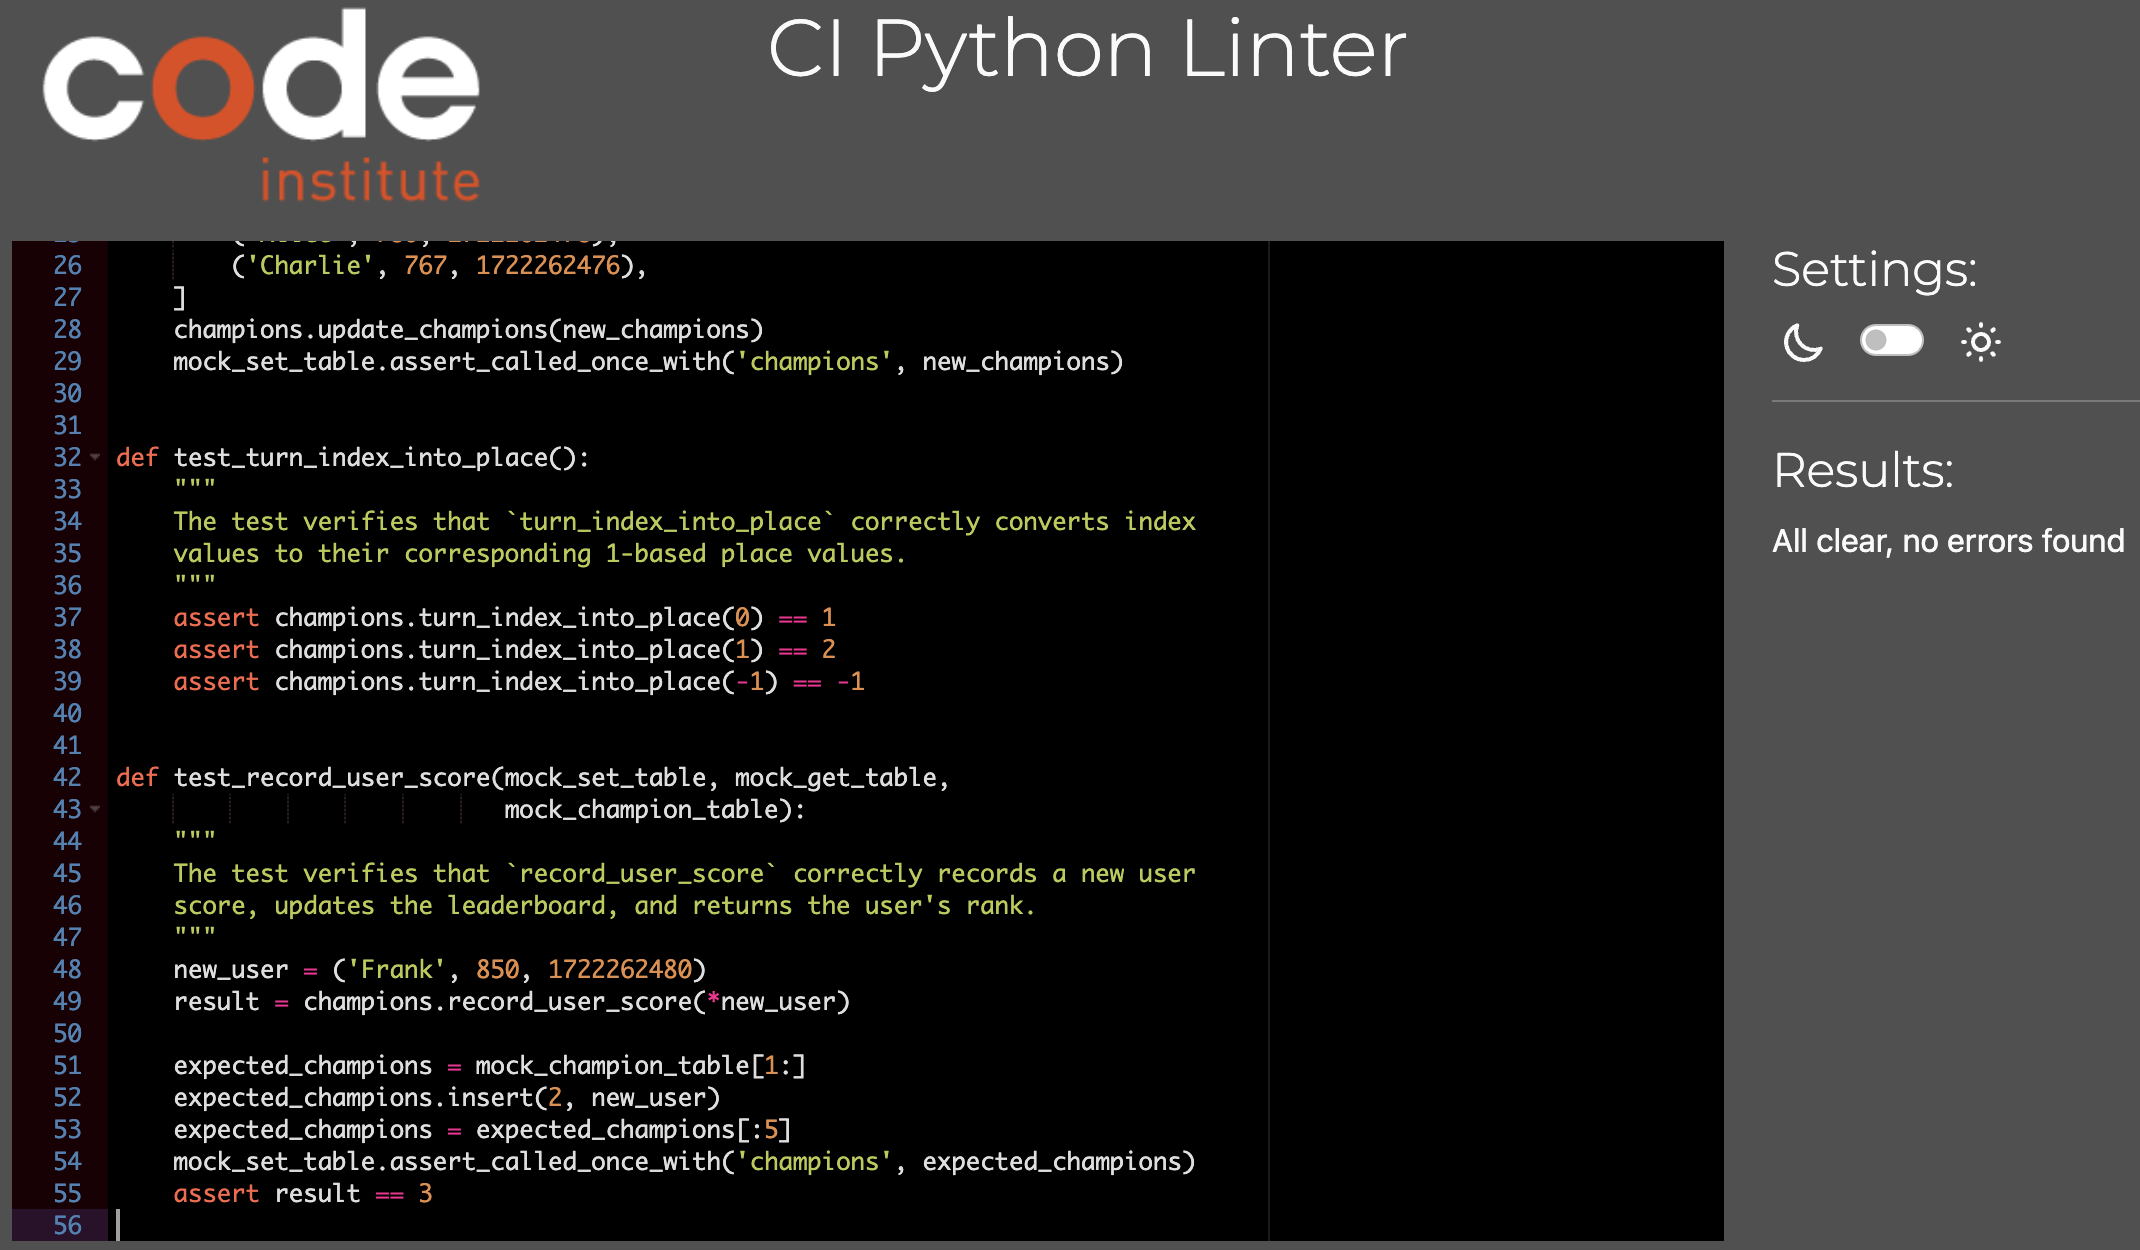 code
institute
CI Python Linter
26 ('Charlie', 767, 1722262476),
27 ]
28 champions.update_champions(new_champions)
29 mock_set_table.assert_called_once_with('champions', new_champions)
30
31
32 def test_turn_index_into_place():
33 """
34 The test verifies that `turn_index_into_place` correctly converts index
35 values to their corresponding 1-based place values.
36 """
37 assert champions.turn_index_into_place(0) == 1
38 assert champions.turn_index_into_place(1) == 2
39 assert champions.turn_index_into_place(-1) == -1
40
41
42 def test_record_user_score(mock_set_table, mock_get_table,
43 mock_champion_table):
44 """
45 The test verifies that `record_user_score` correctly records a new user
46 score, updates the leaderboard, and returns the user's rank.
47 """
48 new_user = ('Frank', 850, 1722262480)
49 result = champions.record_user_score(*new_user)
50
51 expected_champions = mock_champion_table[1:]
52 expected_champions.insert(2, new_user)
53 expected_champions = expected_champions[:5]
54 mock_set_table.assert_called_once_with('champions', expected_champions)
55 assert result == 3
56
Settings:
Results:
All clear, no errors found